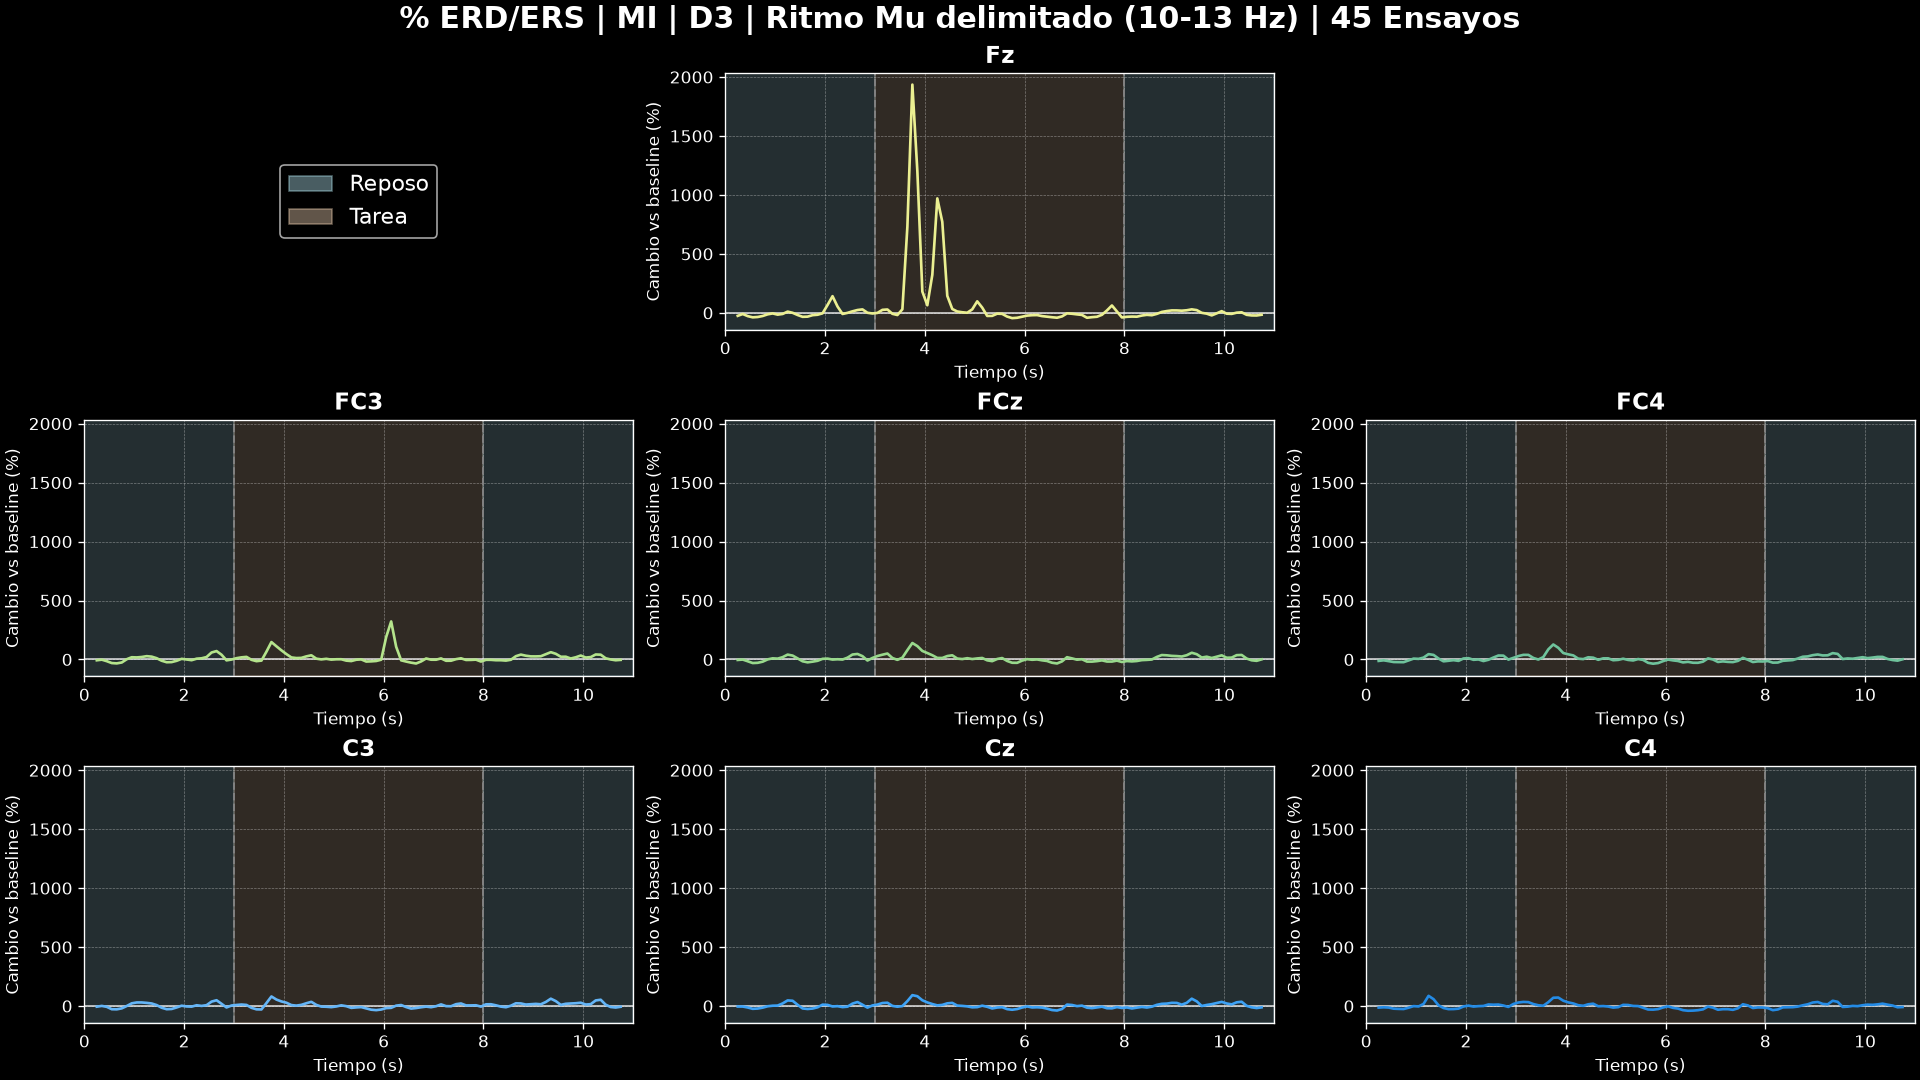 % ERD/ERS | MI | D3 | Ritmo Mu delimitado (10-13 Hz) | 45 Ensayos
Reposo
Tarea
Fz
Cambio vs baseline (%)
2000
1500
1000
500
0
0 2 4 6 8 10
Tiempo (s)
FC3
Cambio vs baseline (%)
2000
1500
1000
500
0
0 2 4 6 8 10
Tiempo (s)
FCz
Cambio vs baseline (%)
2000
1500
1000
500
0
0 2 4 6 8 10
Tiempo (s)
FC4
Cambio vs baseline (%)
2000
1500
1000
500
0
0 2 4 6 8 10
Tiempo (s)
C3
Cambio vs baseline (%)
2000
1500
1000
500
0
0 2 4 6 8 10
Tiempo (s)
Cz
Cambio vs baseline (%)
2000
1500
1000
500
0
0 2 4 6 8 10
Tiempo (s)
C4
Cambio vs baseline (%)
2000
1500
1000
500
0
0 2 4 6 8 10
Tiempo (s)